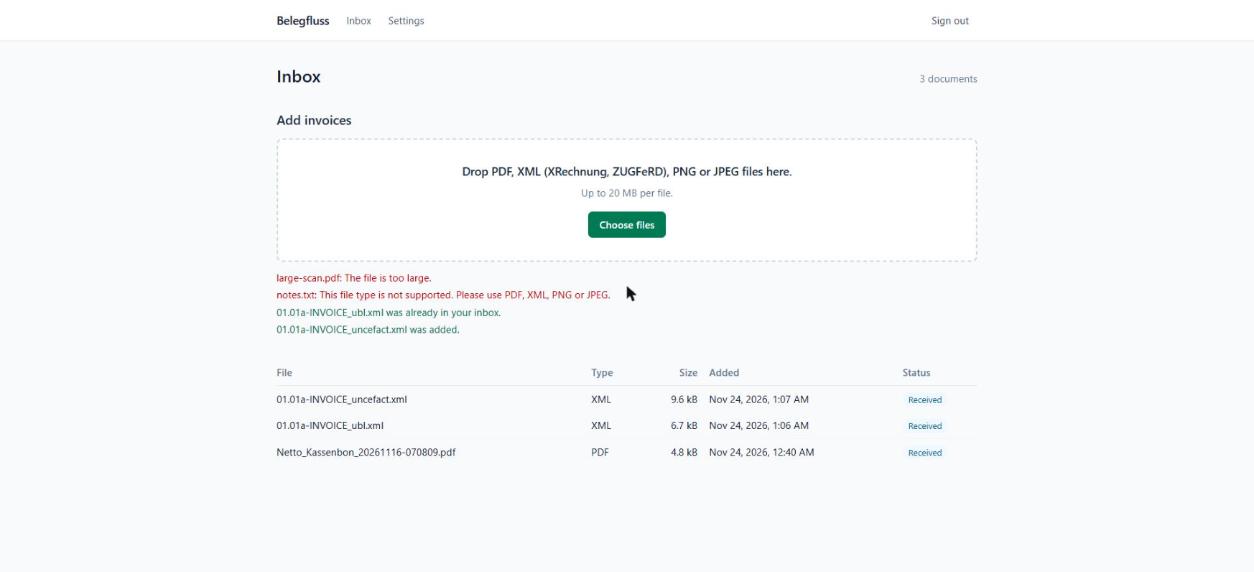 Belegfluss Inbox Settings Sign out
Inbox 3 documents
Add invoices
Drop PDF, XML (XRechnung, ZUGFeRD), PNG or JPEG files here.
Up to 20 MB per file.
Choose files
large-scan.pdf: The file is too large.
notes.txt: This file type is not supported. Please use PDF, XML, PNG or JPEG.
01.01a-INVOICE_ubl.xml was already in your inbox.
01.01a-INVOICE_uncefact.xml was added.
File Type Size Added Status
01.01a-INVOICE_uncefact.xml XML 9.6 kB Nov 24, 2026, 1:07 AM Received
01.01a-INVOICE_ubl.xml XML 6.7 kB Nov 24, 2026, 1:06 AM Received
Netto_Kassenbon_20261116-070809.pdf PDF 4.8 kB Nov 24, 2026, 12:40 AM Received